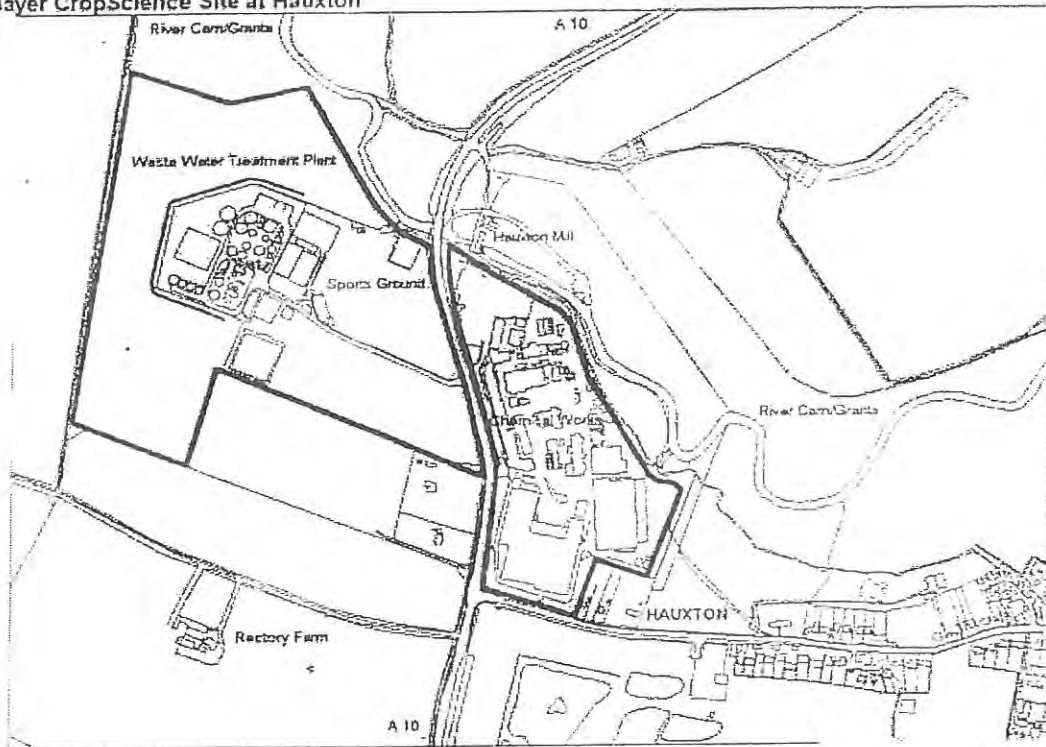 Bayer CropScience Site at Hauxton
River Cam/Granta
A 10
Waste Water Treatment Plant
Hauxton Mill
Sports Ground
River Cam/Granta
Chemical Works
HAUXTON
Rectory Farm
A 10